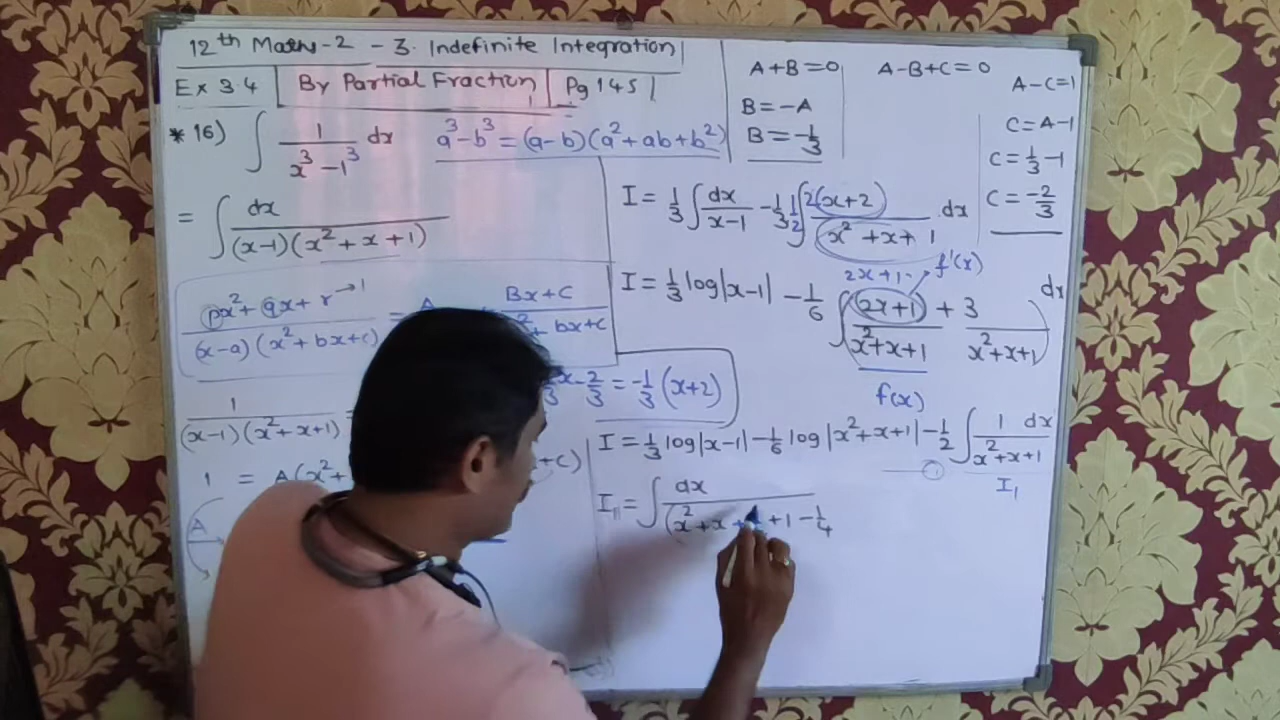 12th Maths-2 - 3. Indefinite Integration
Ex 3.4 By Partial Fraction Pg 145
* 16) ∫ 1/(x³ - 1³) dx a³-b³ = (a-b)(a²+ab+b²)
= ∫ dx/((x-1)(x²+x+1))
(px²+qx+r)/((x-a)(x²+bx+c)) = A Bx+C + bx+c
→1
1/((x-1)(x²+x+1)) =
x - 2/3 = -1/3 (x+2)
1 = A(x²+ +C)
A
A+B=0
B=-A
B=-1/3
A-B+C=0
A-C=1
C=A-1
C=1/3-1
C=-2/3
I = 1/3 ∫ dx/(x-1) - 1/3 1/2 ∫ 2(x+2)/(x²+x+1) dx
2x+1 f'(x)
I = 1/3 log|x-1| - 1/6 ∫ ((2x+1)/(x²+x+1) + 3/(x²+x+1)) dx
f(x)
I = 1/3 log|x-1| - 1/6 log|x²+x+1| - 1/2 ∫ 1 dx/(x²+x+1)
I₁
I₁ = ∫ dx/(x²+x + +1 - 1/4